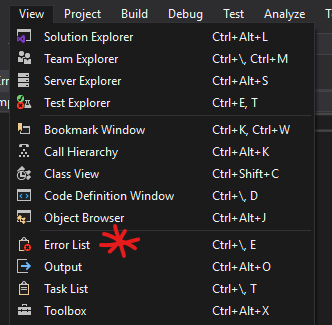 View Project Build Debug Test Analyze
Solution Explorer Ctrl+Alt+L
Team Explorer Ctrl+\, Ctrl+M
Server Explorer Ctrl+Alt+S
Test Explorer Ctrl+E, T
Bookmark Window Ctrl+K, Ctrl+W
Call Hierarchy Ctrl+Alt+K
Class View Ctrl+Shift+C
Code Definition Window Ctrl+\, D
Object Browser Ctrl+Alt+J
Error List Ctrl+\, E
Output Ctrl+Alt+O
Task List Ctrl+\, T
Toolbox Ctrl+Alt+X